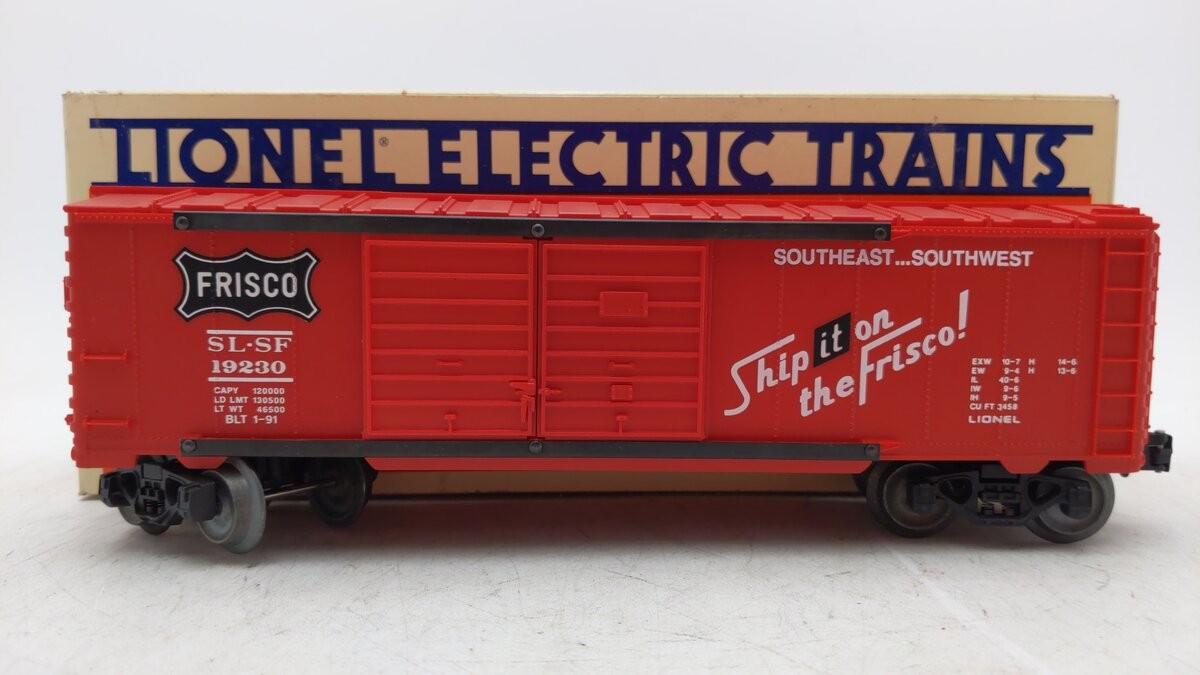 LIONEL® ELECTRIC TRAINS
FRISCO
SL-SF
19230
CAPY 120000
LD LMT 130500
LT WT 46500
BLT 1-91
SOUTHEAST...SOUTHWEST
Ship it on
the Frisco!
EXW 10-7 H 14-6
EW 9-4 H 13-6
IL 40-6
IW 9-6
IH 9-5
CU FT 3458
LIONEL